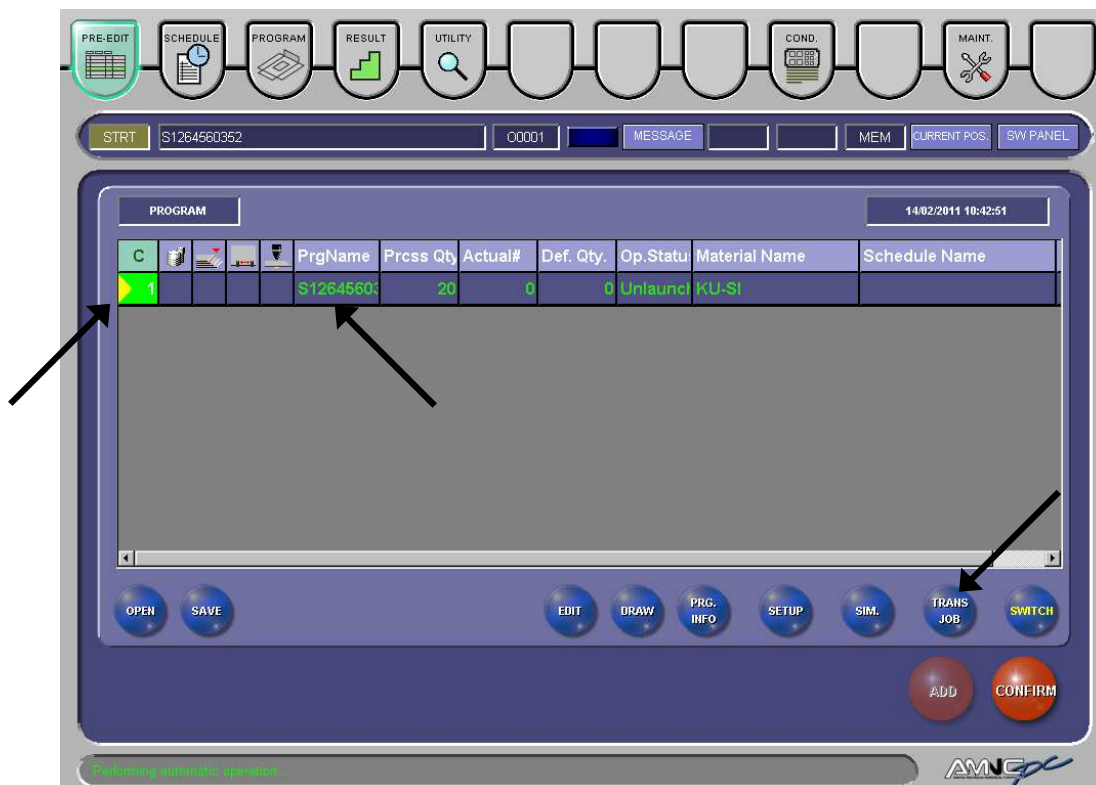 PRE-EDIT SCHEDULE PROGRAM RESULT UTILITY COND. MAINT.
STRT S1264560352 O0001 MESSAGE MEM CURRENT POS. SW PANEL
PROGRAM 14/02/2011 10:42:51
C PrgName Prcss Qty Actual# Def. Qty. Op.Statu Material Name Schedule Name
1 S12645603 20 0 0 Unlaunch KU-SI
OPEN SAVE EDIT DRAW PRG. INFO SETUP SIM. TRANS JOB SWITCH
ADD CONFIRM
Performing automatic operation.
AMNC PC